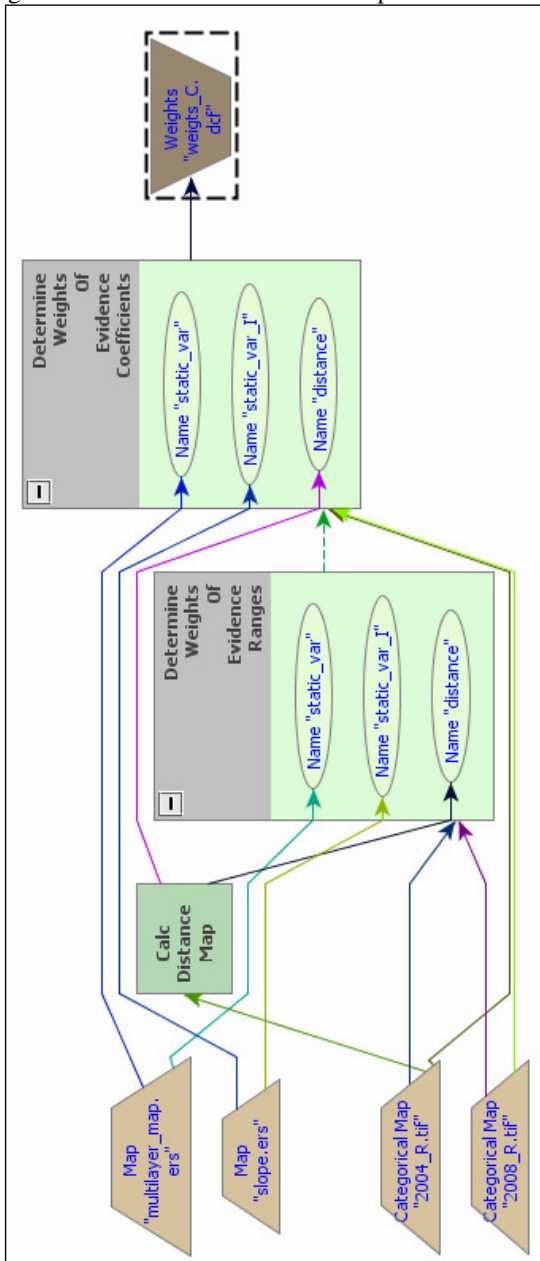 Map
"multilayer_map.
ers"
Map
"slope.ers"
Categorical Map
"2004_R.tif"
Categorical Map
"2008_R.tif"
Calc
Distance
Map
Determine
Weights
Of
Evidence
Ranges
Name "static_var"
Name "static_var_I"
Name "distance"
Determine
Weights
Of
Evidence
Coefficients
Name "static_var"
Name "static_var_I"
Name "distance"
Weights
"weigts_C.
dcf"